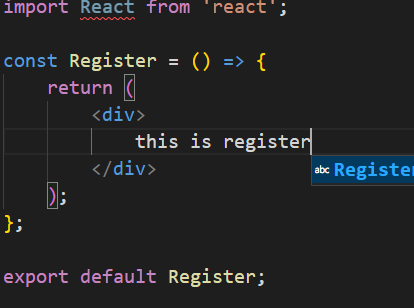 import React from 'react';
const Register = () => {
return (
<div>
this is register
</div>
);
};
export default Register;
abc Register